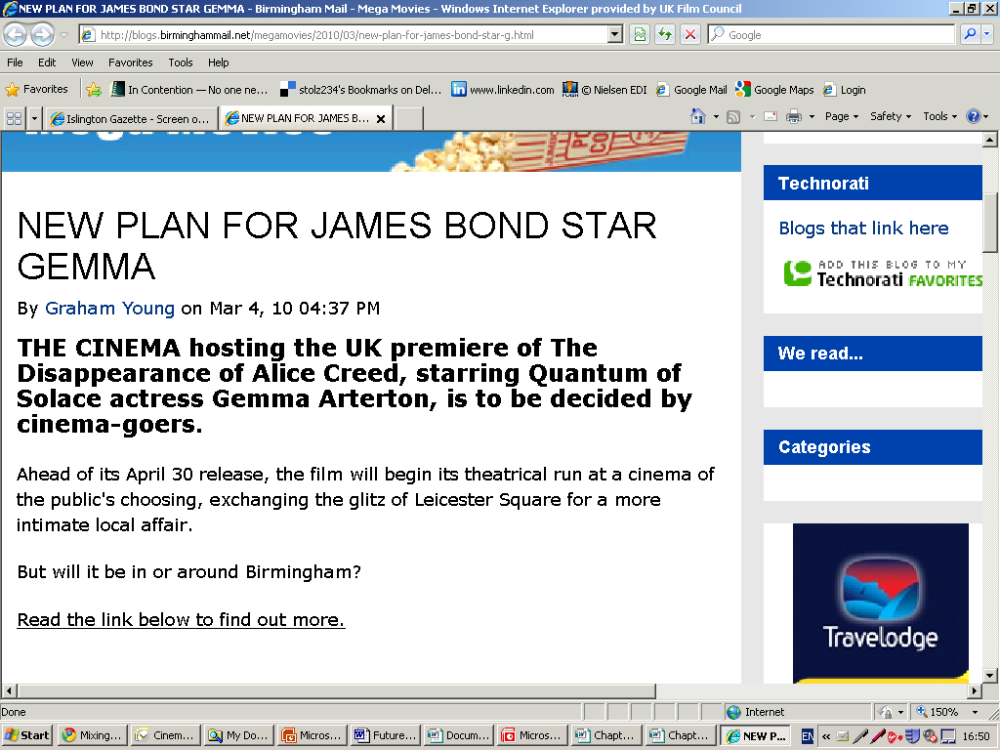 NEW PLAN FOR JAMES BOND STAR GEMMA - Birmingham Mail - Mega Movies - Windows Internet Explorer provided by UK Film Council
http://blogs.birminghammail.net/megamovies/2010/03/new-plan-for-james-bond-star-g.html
Google
File Edit View Favorites Tools Help
Favorites In Contention — No one ne... stolz234's Bookmarks on Del... www.linkedin.com © Nielsen EDI Google Mail Google Maps Login
Islington Gazette - Screen o... NEW PLAN FOR JAMES B... Page Safety Tools
JUMBO POPCORN
NEW PLAN FOR JAMES BOND STAR
GEMMA
By Graham Young on Mar 4, 10 04:37 PM
THE CINEMA hosting the UK premiere of The
Disappearance of Alice Creed, starring Quantum of
Solace actress Gemma Arterton, is to be decided by
cinema-goers.
Ahead of its April 30 release, the film will begin its theatrical run at a cinema of
the public's choosing, exchanging the glitz of Leicester Square for a more
intimate local affair.
But will it be in or around Birmingham?
Read the link below to find out more.
Technorati
Blogs that link here
ADD THIS BLOG TO MY
Technorati FAVORITES
We read...
Categories
Travelodge
Done Internet 150%
Start Mixing... Cinem... My Do... Micros... Future... Docum... Micros... Chapt... Chapt... NEW P... EN « 16:50